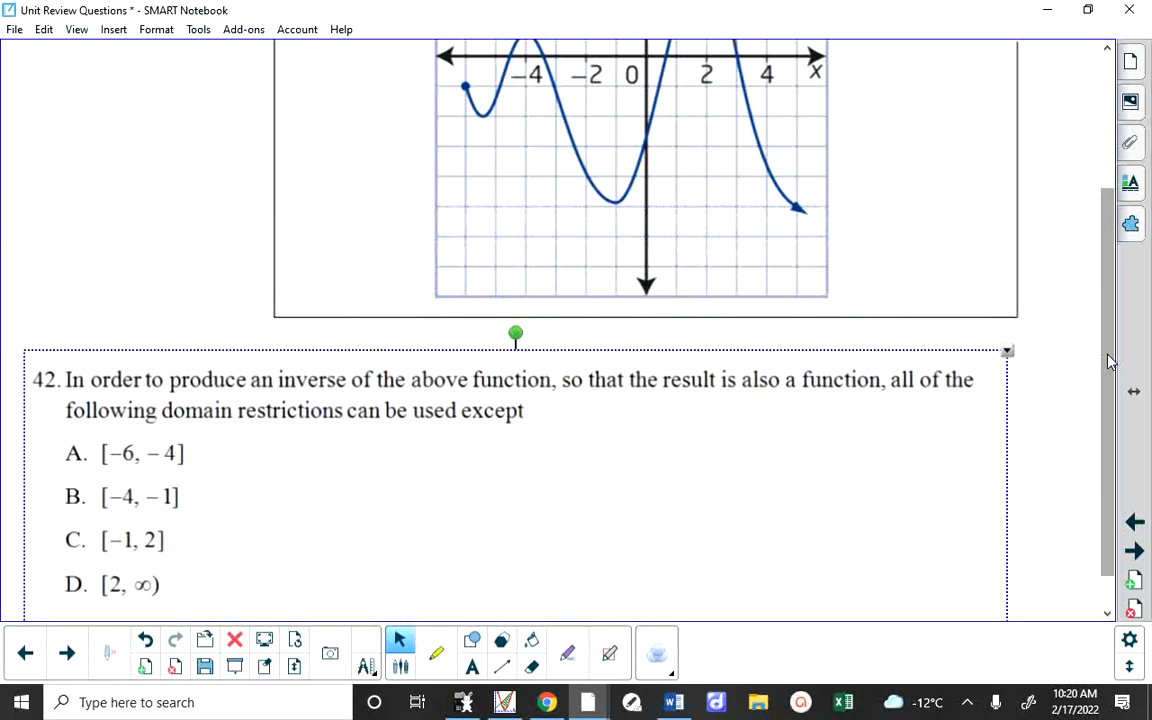 Unit Review Questions * - SMART Notebook
File Edit View Insert Format Tools Add-ons Account Help
−4 −2 0 2 4 x
42. In order to produce an inverse of the above function, so that the result is also a function, all of the
following domain restrictions can be used except
A. [−6, − 4]
B. [−4, − 1]
C. [−1, 2]
D. [2, ∞)
Type here to search
-12°C
10:20 AM
2/17/2022